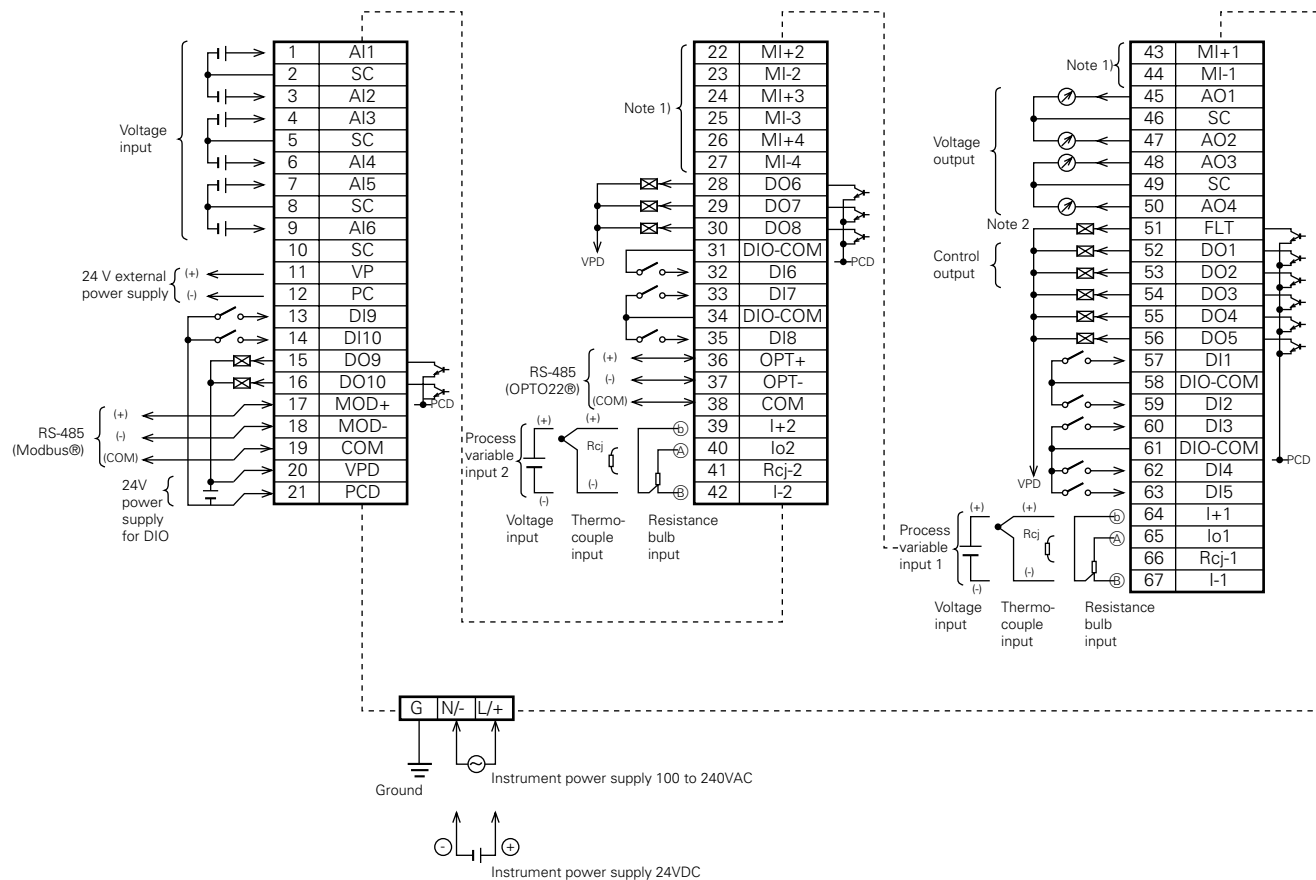 1 AI1
2 SC
3 AI2
4 AI3
5 SC
6 AI4
7 AI5
8 SC
9 AI6
10 SC
11 VP
12 PC
13 DI9
14 DI10
15 DO9
16 DO10
17 MOD+
18 MOD-
19 COM
20 VPD
21 PCD
Voltage
input
24 V external
power supply
(+)
(-)
PCD
RS-485
(Modbus®)
(+)
(-)
(COM)
24V
power
supply
for DIO
22 MI+2
23 MI-2
24 MI+3
25 MI-3
26 MI+4
27 MI-4
28 DO6
29 DO7
30 DO8
31 DIO-COM
32 DI6
33 DI7
34 DIO-COM
35 DI8
36 OPT+
37 OPT-
38 COM
39 I+2
40 Io2
41 Rcj-2
42 I-2
Note 1)
VPD
PCD
RS-485
(OPTO22®)
(+)
(-)
(COM)
Process
variable
input 2
(+)
(-)
(+)
Rcj
(-)
b
A
B
Voltage
input
Thermo-
couple
input
Resistance
bulb
input
43 MI+1
44 MI-1
45 AO1
46 SC
47 AO2
48 AO3
49 SC
50 AO4
51 FLT
52 DO1
53 DO2
54 DO3
55 DO4
56 DO5
57 DI1
58 DIO-COM
59 DI2
60 DI3
61 DIO-COM
62 DI4
63 DI5
64 I+1
65 Io1
66 Rcj-1
67 I-1
Note 1)
Voltage
output
Note 2
Control
output
VPD
PCD
Process
variable
input 1
(+)
(-)
(+)
Rcj
(-)
b
A
B
Voltage
input
Thermo-
couple
input
Resistance
bulb
input
G N/- L/+
Ground
Instrument power supply 100 to 240VAC
- +
Instrument power supply 24VDC